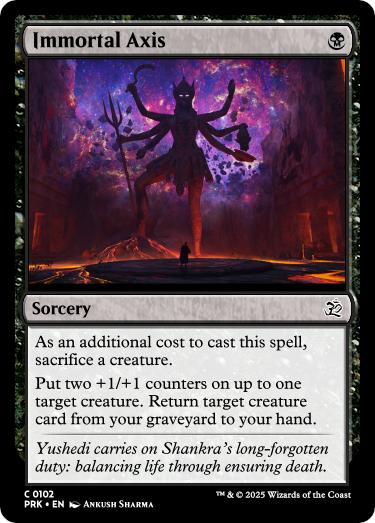 Immortal Axis
Sorcery
As an additional cost to cast this spell,
sacrifice a creature.
Put two +1/+1 counters on up to one
target creature. Return target creature
card from your graveyard to your hand.
Yushedi carries on Shankra's long-forgotten
duty: balancing life through ensuring death.
C 0102
PRK • EN Ankush Sharma
™ & © 2025 Wizards of the Coast